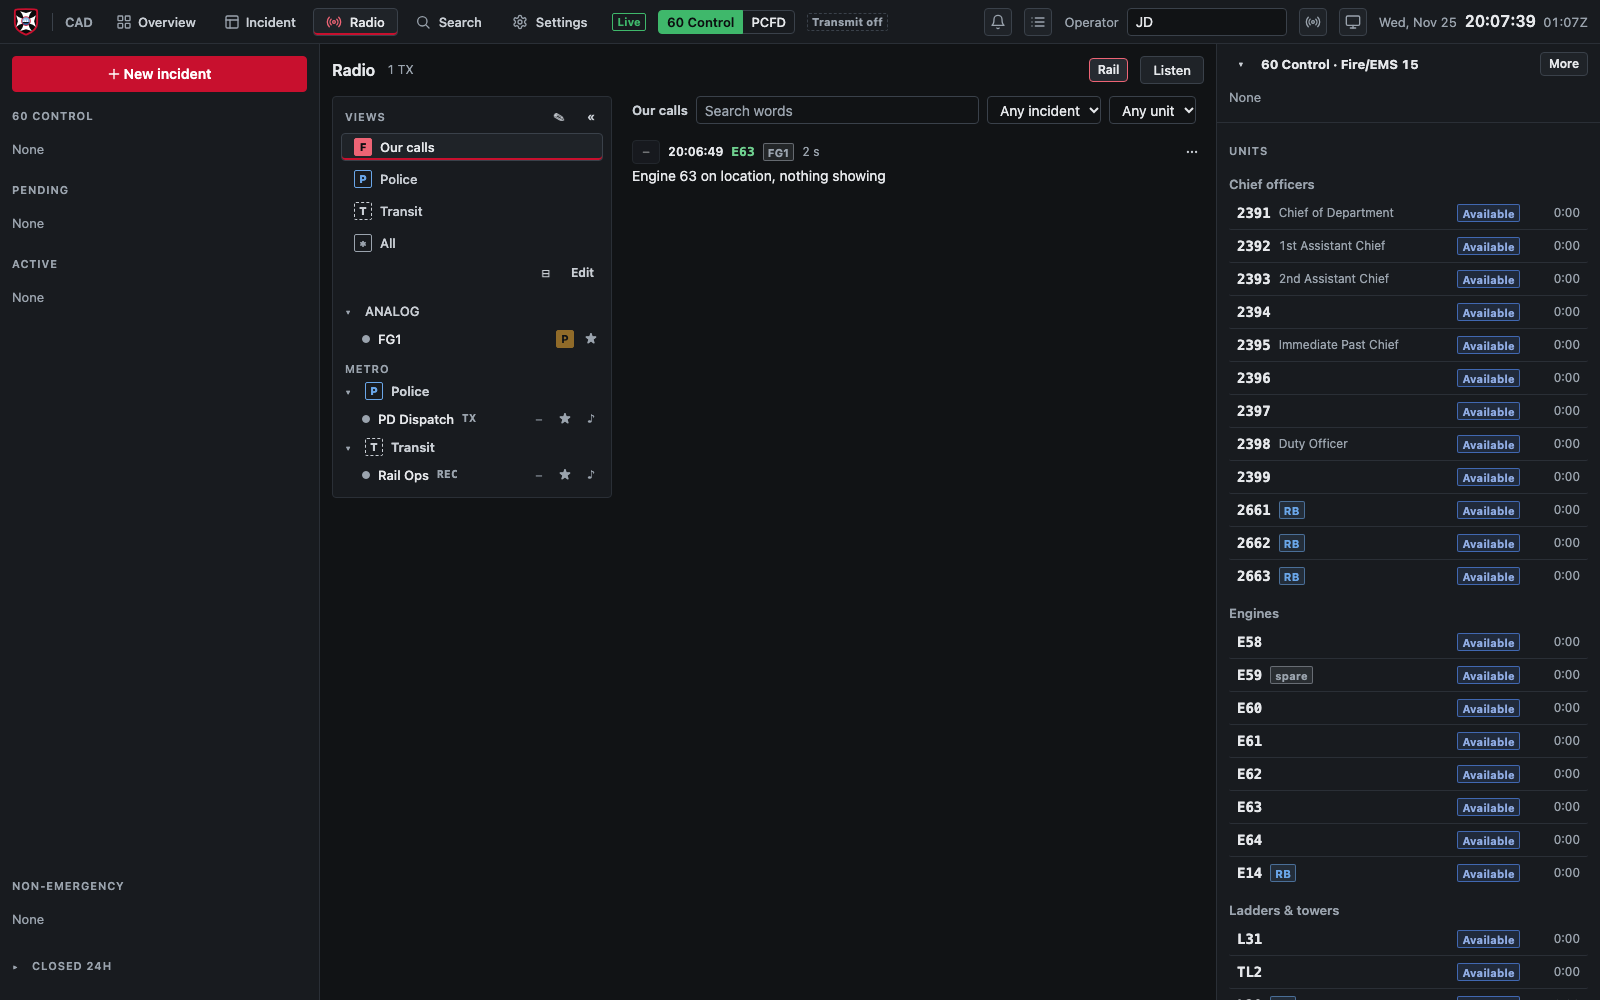 CAD Overview Incident Radio Search Settings Live 60 Control PCFD Transmit off Operator JD Wed, Nov 25 20:07:39 01:07Z
+ New incident
60 CONTROL
None
PENDING
None
ACTIVE
None
NON-EMERGENCY
None
CLOSED 24H
Radio 1 TX Rail Listen
VIEWS «
F Our calls
P Police
T Transit
All
Edit
ANALOG
FG1 P
METRO
P Police
PD Dispatch TX –
T Transit
Rail Ops REC –
Our calls Search words Any incident Any unit
– 20:06:49 E63 FG1 2 s ...
Engine 63 on location, nothing showing
60 Control · Fire/EMS 15 More
None
UNITS
Chief officers
2391 Chief of Department Available 0:00
2392 1st Assistant Chief Available 0:00
2393 2nd Assistant Chief Available 0:00
2394 Available 0:00
2395 Immediate Past Chief Available 0:00
2396 Available 0:00
2397 Available 0:00
2398 Duty Officer Available 0:00
2399 Available 0:00
2661 RB Available 0:00
2662 RB Available 0:00
2663 RB Available 0:00
Engines
E58 Available 0:00
E59 spare Available 0:00
E60 Available 0:00
E61 Available 0:00
E62 Available 0:00
E63 Available 0:00
E64 Available 0:00
E14 RB Available 0:00
Ladders & towers
L31 Available 0:00
TL2 Available 0:00